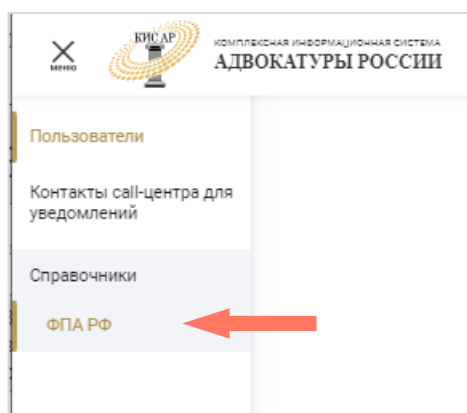 КИС АР
КОМПЛЕКСНАЯ ИНФОРМАЦИОННАЯ СИСТЕМА
АДВОКАТУРЫ РОССИИ
МЕНЮ
Пользователи
Контакты call-центра для
уведомлений
Справочники
ФПА РФ